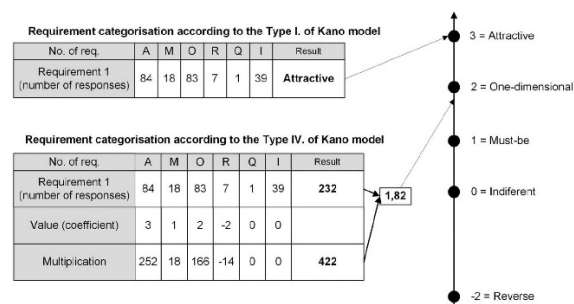 Requirement categorisation according to the Type I. of Kano model
No. of req. A M O R Q I Result
Requirement 1 (number of responses) 84 18 83 7 1 39 Attractive
Requirement categorisation according to the Type IV. of Kano model
No. of req. A M O R Q I Result
Requirement 1 (number of responses) 84 18 83 7 1 39 232
Value (coefficient) 3 1 2 -2 0 0
Multiplication 252 18 166 -14 0 0 422
1,82
3 = Attractive
2 = One-dimensional
1 = Must-be
0 = Indiferent
-2 = Reverse